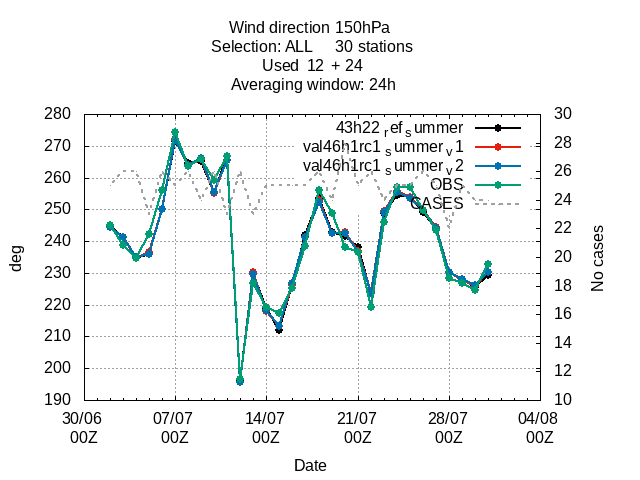 Wind direction 150hPa
Selection: ALL 30 stations
Used 12 + 24
Averaging window: 24h
280 30
270 28
260 26
250 24
240 22
230 20
220 18
210 16
200 14
190 12
10
43h22refsummer
val46h1rc1summerv1
val46h1rc1summerv2
OBS
CASES
deg
No cases
30/06 07/07 14/07 21/07 28/07 04/08
00Z 00Z 00Z 00Z 00Z 00Z
Date